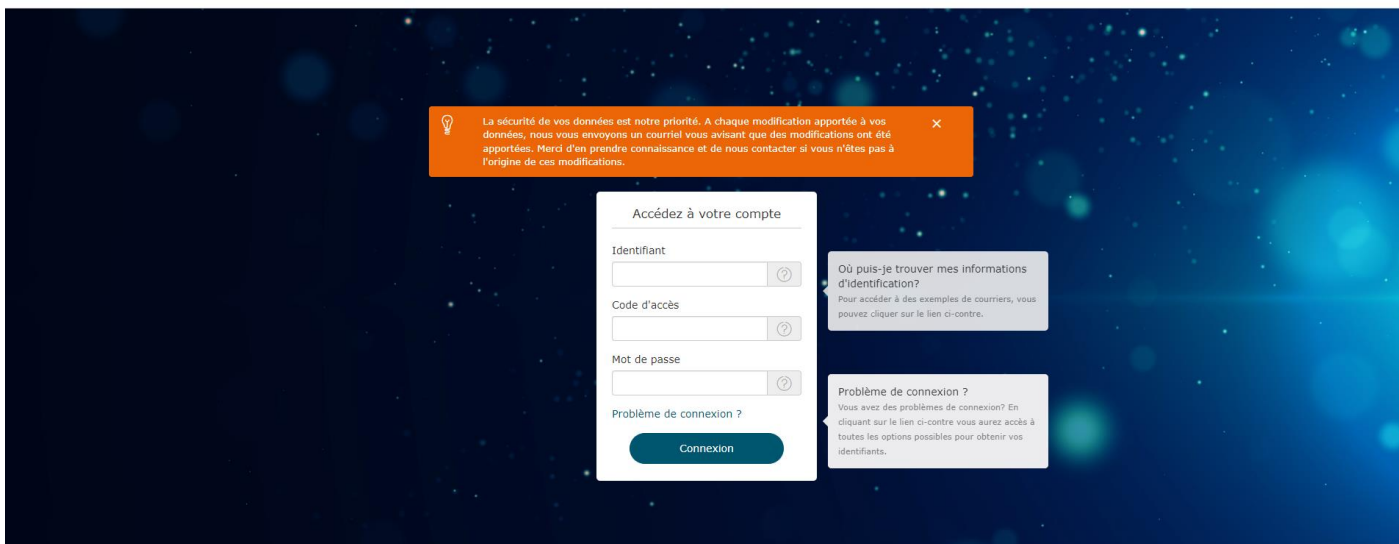 La sécurité de vos données est notre priorité. A chaque modification apportée à vos
données, nous vous envoyons un courriel vous avisant que des modifications ont été
apportées. Merci d'en prendre connaissance et de nous contacter si vous n'êtes pas à
l'origine de ces modifications.
Accédez à votre compte
Identifiant
Où puis-je trouver mes informations
d'identification?
Pour accéder à des exemples de courriers, vous
pouvez cliquer sur le lien ci-contre.
Code d'accès
Mot de passe
Problème de connexion ?
Connexion
Problème de connexion ?
Vous avez des problèmes de connexion? En
cliquant sur le lien ci-contre vous aurez accès à
toutes les options possibles pour obtenir vos
identifiants.